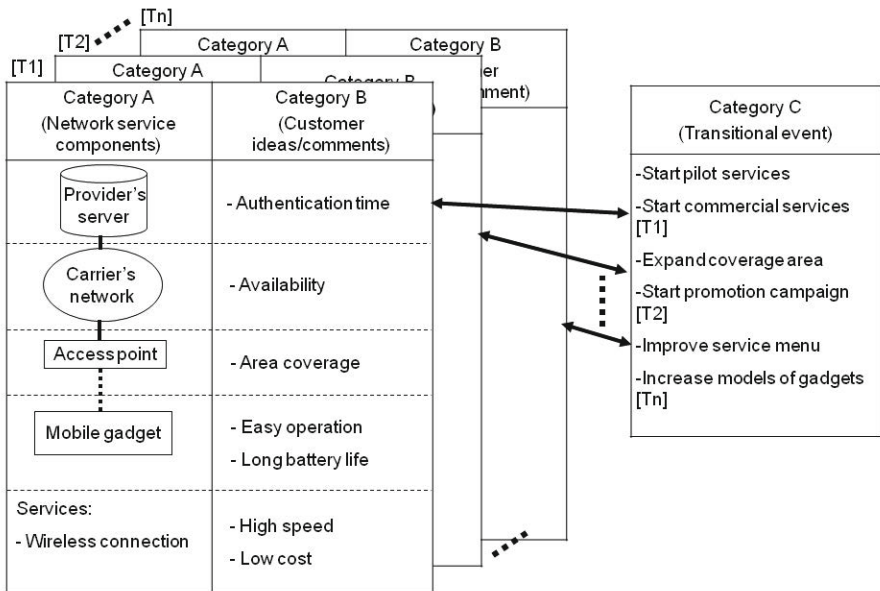 [Tn]
[T2]
Category A
Category B
[T1]
Category A
Category B
Category A
(Network service
components)
Category B
(Customer
ideas/comments)
Provider's
server
- Authentication time
Carrier's
network
- Availability
Access point
- Area coverage
Mobile gadget
- Easy operation
- Long battery life
Services:
- Wireless connection
- High speed
- Low cost
Category C
(Transitional event)
-Start pilot services
-Start commercial services
[T1]
-Expand coverage area
-Start promotion campaign
[T2]
-Improve service menu
-Increase models of gadgets
[Tn]